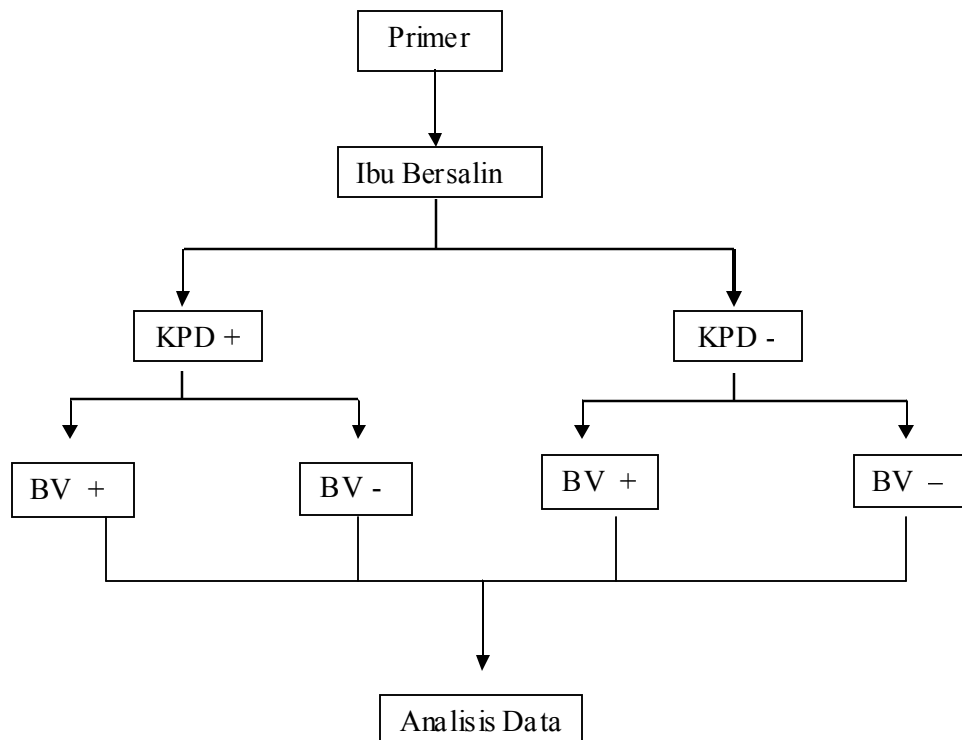 Primer
Ibu Bersalin
KPD +
KPD -
BV +
BV -
BV +
BV –
Analisis Data